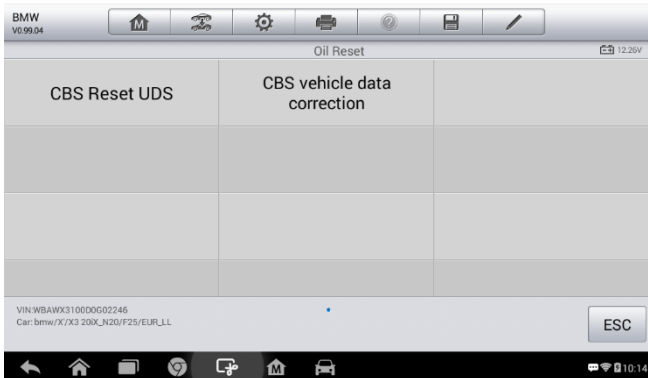 BMW
V0.99.04
M
Oil Reset
12.26V
CBS Reset UDS
CBS vehicle data
correction
VIN:WBAWX3100D0G02246
Car: bmw/X'/X3 20iX_N20/F25/EUR_LL
ESC
M
10:14